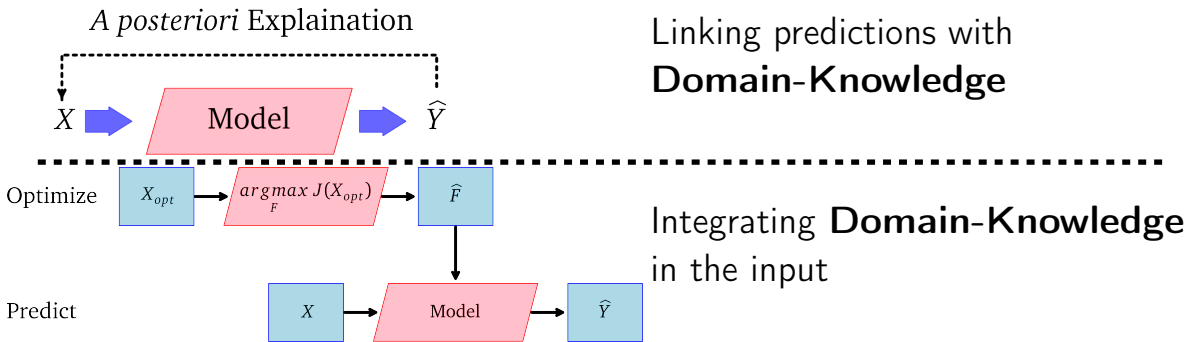 A posteriori Explaination
Linking predictions with
Domain-Knowledge
X Model Ŷ
Optimize X_opt argmax J(X_opt) F̂
F
Integrating Domain-Knowledge
in the input
Predict X Model Ŷ